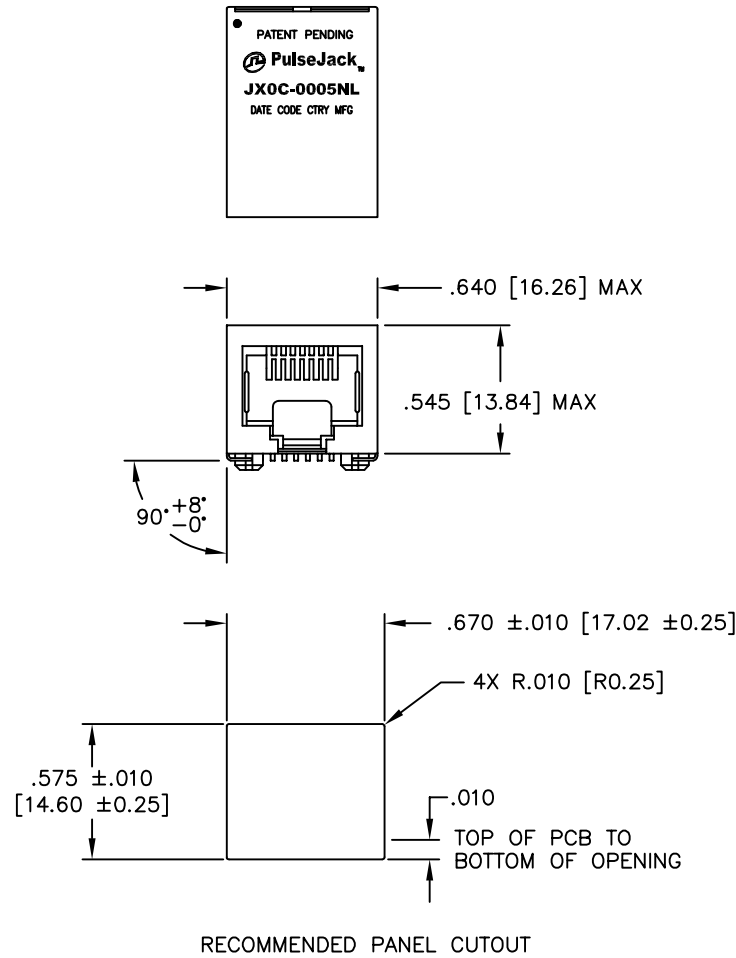 PATENT PENDING
PulseJack™
JX0C-0005NL
DATE CODE CTRY MFG
.640 [16.26] MAX
.545 [13.84] MAX
90° +8°
-0°
.670 ±.010 [17.02 ±0.25]
4X R.010 [R0.25]
.575 ±.010
[14.60 ±0.25]
.010
TOP OF PCB TO
BOTTOM OF OPENING
RECOMMENDED PANEL CUTOUT